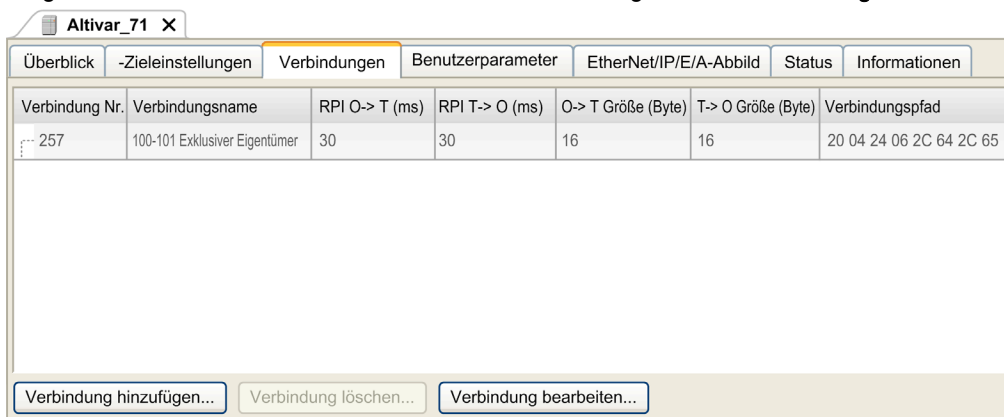 Altivar_71 X
Überblick -Zieleinstellungen Verbindungen Benutzerparameter EtherNet/IP/E/A-Abbild Status Informationen
Verbindung Nr. Verbindungsname RPI O-> T (ms) RPI T-> O (ms) O-> T Größe (Byte) T-> O Größe (Byte) Verbindungspfad
257 100-101 Exklusiver Eigentümer 30 30 16 16 20 04 24 06 2C 64 2C 65
Verbindung hinzufügen... Verbindung löschen... Verbindung bearbeiten...